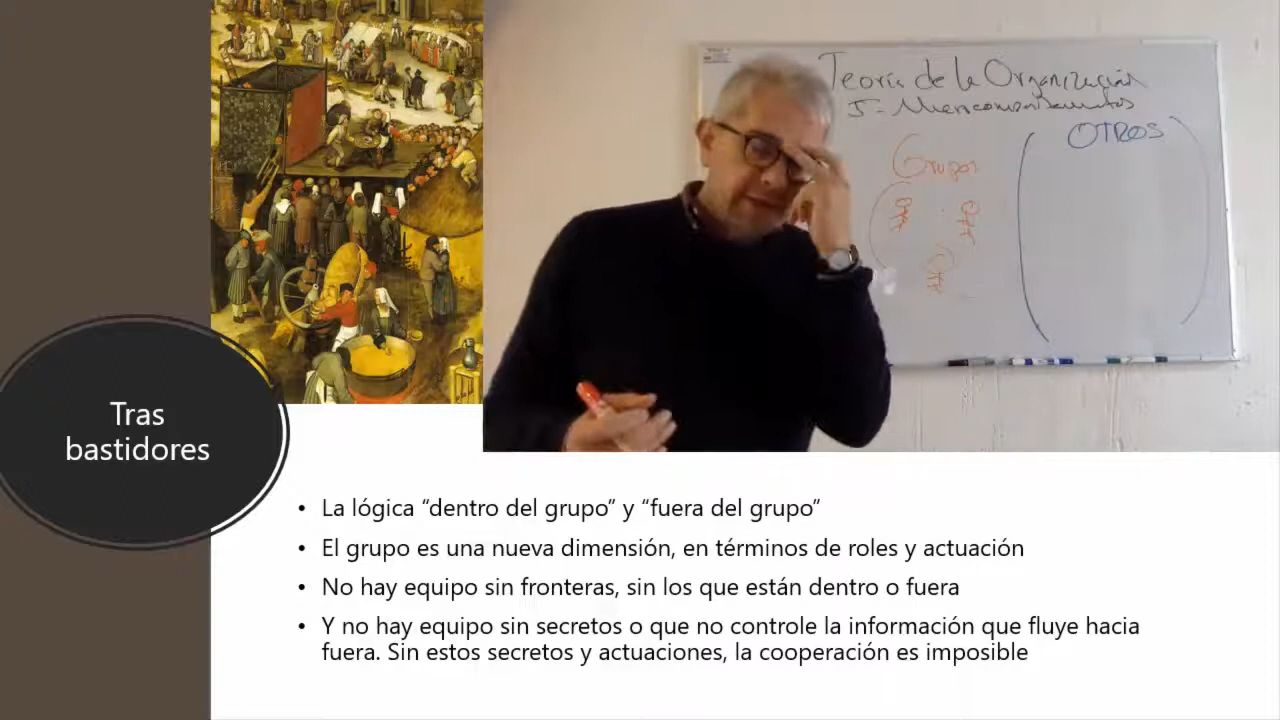 Teoría de la Organización
OTROS
Grupos
Tras
bastidores
• La lógica “dentro del grupo” y “fuera del grupo”
• El grupo es una nueva dimensión, en términos de roles y actuación
• No hay equipo sin fronteras, sin los que están dentro o fuera
• Y no hay equipo sin secretos o que no controle la información que fluye hacia
fuera. Sin estos secretos y actuaciones, la cooperación es imposible